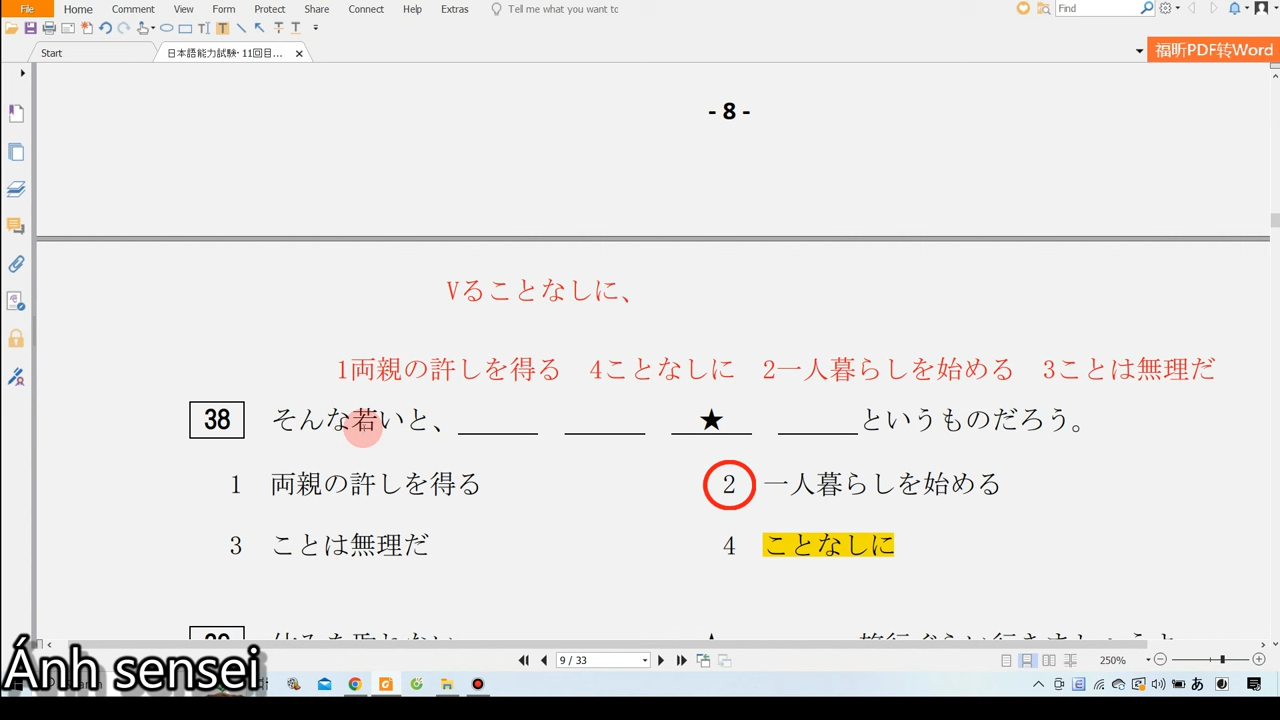 File Home Comment View Form Protect Share Connect Help Extras Tell me what you want to Find
Start 日本語能力試験・11回目... 福昕PDF转Word
- 8 -
Vることなしに、
1両親の許しを得る 4ことなしに 2一人暮らしを始める 3ことは無理だ
38 そんな若いと、 ★ というものだろう。
1 両親の許しを得る 2 一人暮らしを始める
3 ことは無理だ 4 ことなしに
Ánh sensei
9 / 33 250%